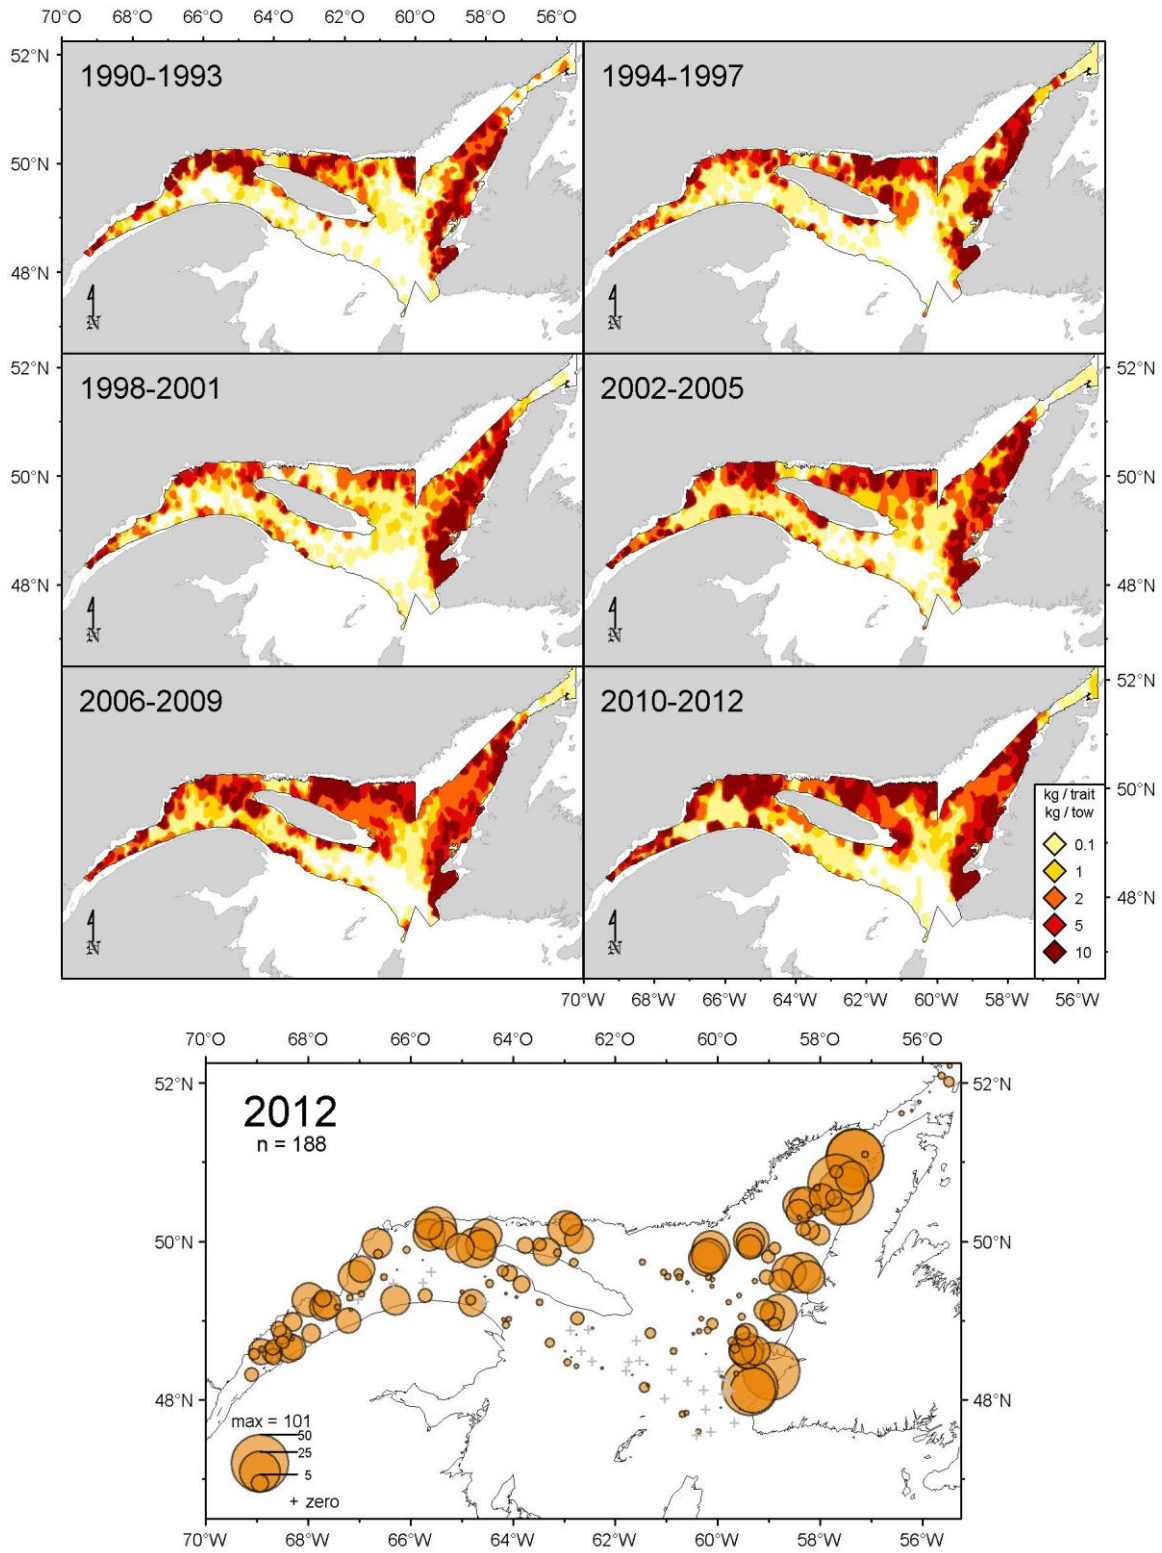 70°O 68°O 66°O 64°O 62°O 60°O 58°O 56°O
52°N
1990-1993
1994-1997
50°N
48°N
N
N
1998-2001
2002-2005
52°N
52°N
50°N
50°N
48°N
48°N
N
N
2006-2009
2010-2012
52°N
50°N
48°N
N
N
kg / trait
kg / tow
0.1
1
2
5
10
70°W 68°W 66°W 64°W 62°W 60°W 58°W 56°W
70°O 68°O 66°O 64°O 62°O 60°O 58°O 56°O
52°N
52°N
2012
n = 188
50°N
50°N
48°N
48°N
max = 101
50
25
5
+ zero
70°W 68°W 66°W 64°W 62°W 60°W 58°W 56°W